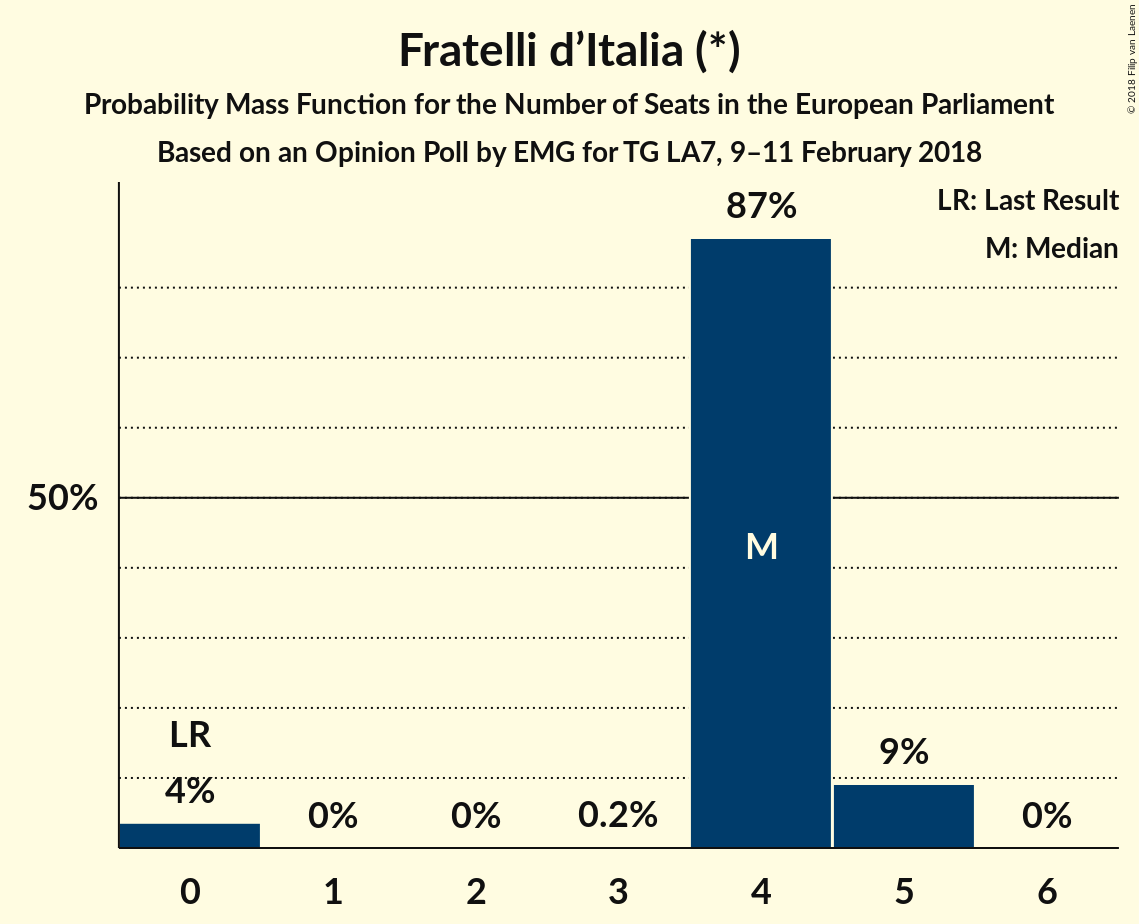 Fratelli d’Italia (*)
Probability Mass Function for the Number of Seats in the European Parliament
Based on an Opinion Poll by EMG for TG LA7, 9–11 February 2018
© 2018 Filip van Laenen
LR: Last Result
M: Median
87%
50%
M
LR
4%
0%
0%
0.2%
9%
0%
0 1 2 3 4 5 6